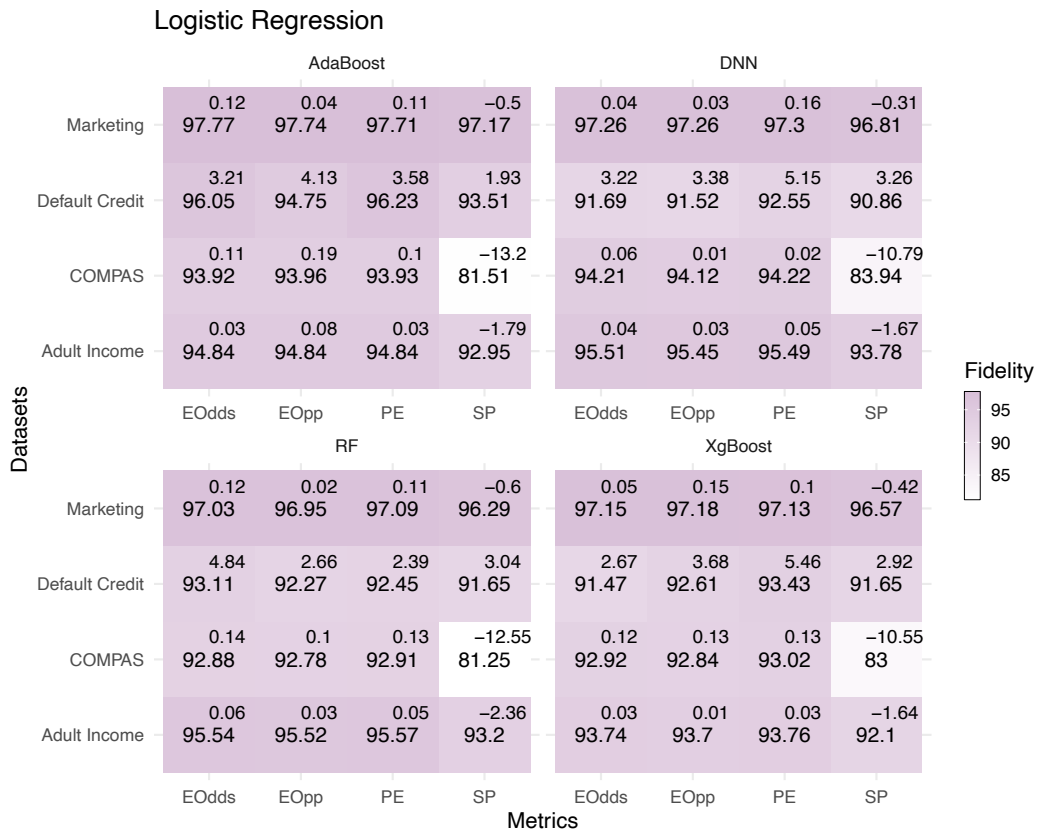 Logistic Regression
AdaBoost
DNN
0.12 0.04 0.11 −0.5 0.04 0.03 0.16 −0.31
Marketing 97.77 97.74 97.71 97.17 97.26 97.26 97.3 96.81
3.21 4.13 3.58 1.93 3.22 3.38 5.15 3.26
Default Credit 96.05 94.75 96.23 93.51 91.69 91.52 92.55 90.86
0.11 0.19 0.1 −13.2 0.06 0.01 0.02 −10.79
COMPAS 93.92 93.96 93.93 81.51 94.21 94.12 94.22 83.94
0.03 0.08 0.03 −1.79 0.04 0.03 0.05 −1.67
Adult Income 94.84 94.84 94.84 92.95 95.51 95.45 95.49 93.78
EOdds EOpp PE SP EOdds EOpp PE SP
RF
XgBoost
0.12 0.02 0.11 −0.6 0.05 0.15 0.1 −0.42
Marketing 97.03 96.95 97.09 96.29 97.15 97.18 97.13 96.57
4.84 2.66 2.39 3.04 2.67 3.68 5.46 2.92
Default Credit 93.11 92.27 92.45 91.65 91.47 92.61 93.43 91.65
0.14 0.1 0.13 −12.55 0.12 0.13 0.13 −10.55
COMPAS 92.88 92.78 92.91 81.25 92.92 92.84 93.02 83
0.06 0.03 0.05 −2.36 0.03 0.01 0.03 −1.64
Adult Income 95.54 95.52 95.57 93.2 93.74 93.7 93.76 92.1
EOdds EOpp PE SP EOdds EOpp PE SP
Metrics
Datasets
Fidelity
95
90
85